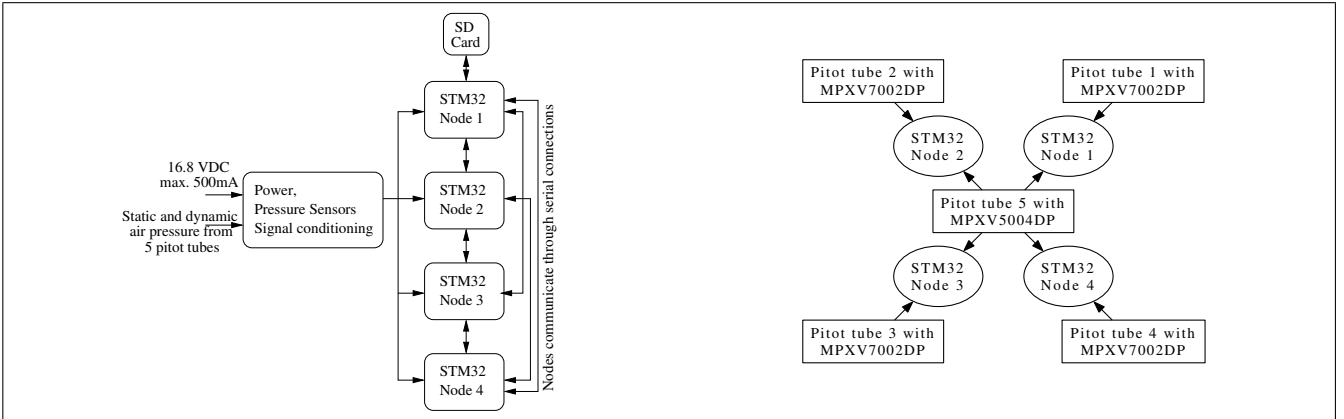 SD
Card
STM32
Node 1
STM32
Node 2
STM32
Node 3
STM32
Node 4
Nodes communicate through serial connections
16.8 VDC
max. 500mA
Static and dynamic
air pressure from
5 pitot tubes
Power,
Pressure Sensors
Signal conditioning
Pitot tube 2 with
MPXV7002DP
Pitot tube 1 with
MPXV7002DP
STM32
Node 2
STM32
Node 1
Pitot tube 5 with
MPXV5004DP
STM32
Node 3
STM32
Node 4
Pitot tube 3 with
MPXV7002DP
Pitot tube 4 with
MPXV7002DP